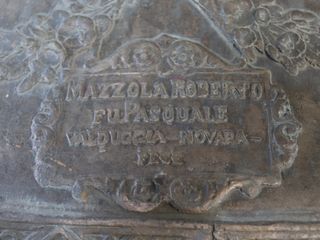 MAZZOLA ROBERTO
FU PASQUALE
VALDUGGIA - NOVARA -
FECE